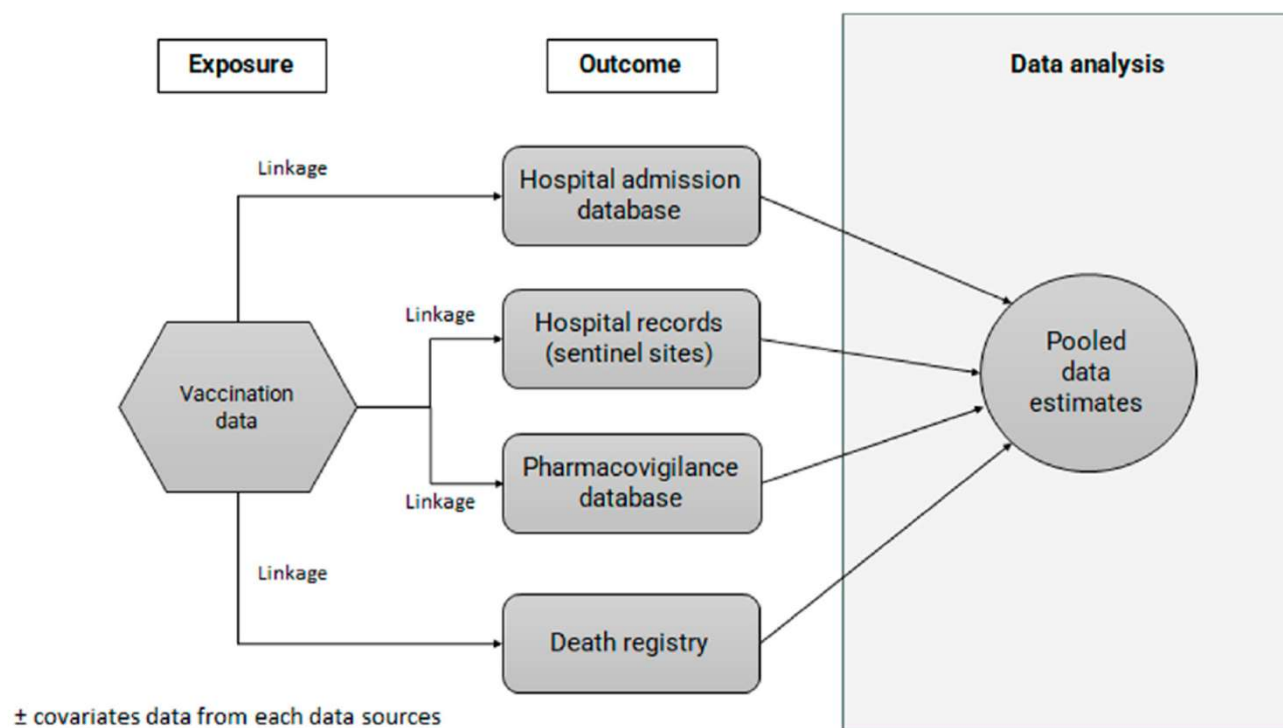 Exposure
Outcome
Data analysis
Linkage
Hospital admission
database
Linkage
Hospital records
(sentinel sites)
Vaccination
data
Pooled
data
estimates
Linkage
Pharmacovigilance
database
Linkage
Death registry
± covariates data from each data sources